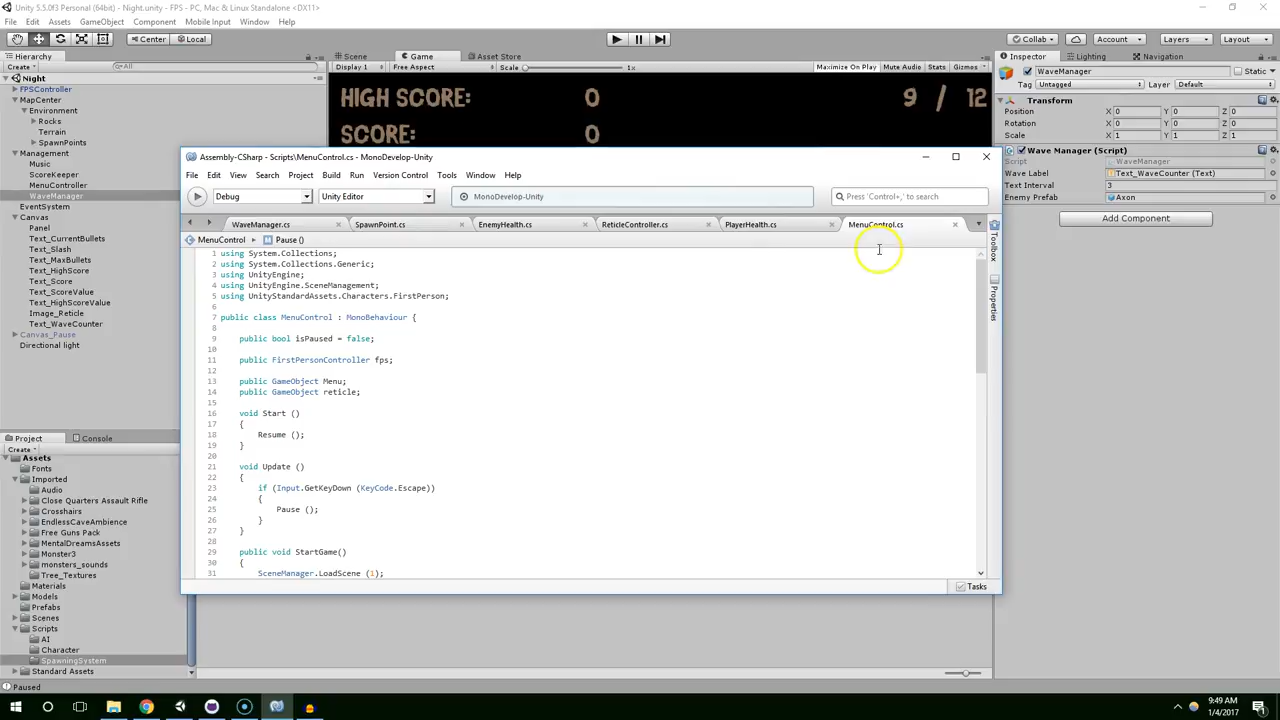 Unity 5.5.0f3 Personal (64bit) - Night.unity - FPS - PC, Mac & Linux Standalone <DX11>
File Edit Assets GameObject Component Mobile Input Window Help
Center Local Collab Account Layers Layout
Hierarchy
Create All
Night
FPSController
MapCenter
Environment
Rocks
Terrain
SpawnPoints
Management
Music
ScoreKeeper
MenuController
WaveManager
EventSystem
Canvas
Panel
Text_CurrentBullets
Text_Slash
Text_MaxBullets
Text_HighScore
Text_Score
Text_ScoreValue
Text_HighScoreValue
Image_Reticle
Text_WaveCounter
Canvas_Pause
Directional light
Scene Game Asset Store
Display 1 Free Aspect Scale 1x Maximize On Play Mute Audio Stats Gizmos
HIGH SCORE: 0 9 / 12
SCORE: 0
Assembly-CSharp - Scripts\MenuControl.cs - MonoDevelop-Unity
File Edit View Search Project Build Run Version Control Tools Window Help
Debug Unity Editor MonoDevelop-Unity Press 'Control+,' to search
WaveManager.cs SpawnPoint.cs EnemyHealth.cs ReticleController.cs PlayerHealth.cs MenuControl.cs
MenuControl Pause ()
1 using System.Collections;
2 using System.Collections.Generic;
3 using UnityEngine;
4 using UnityEngine.SceneManagement;
5 using UnityStandardAssets.Characters.FirstPerson;
6
7 public class MenuControl : MonoBehaviour {
8
9 public bool isPaused = false;
10
11 public FirstPersonController fps;
12
13 public GameObject Menu;
14 public GameObject reticle;
15
16 void Start ()
17 {
18 Resume ();
19 }
20
21 void Update ()
22 {
23 if (Input.GetKeyDown (KeyCode.Escape))
24 {
25 Pause ();
26 }
27 }
28
29 public void StartGame()
30 {
31 SceneManager.LoadScene (1);
Toolbox
Properties
Tasks
Inspector Lighting Navigation
WaveManager Static
Tag Untagged Layer Default
Transform
Position X 0 Y 0 Z 0
Rotation X 0 Y 0 Z 0
Scale X 1 Y 1 Z 1
Wave Manager (Script)
Script WaveManager
Wave Label Text_WaveCounter (Text)
Text Interval 3
Enemy Prefab Axon
Add Component
Project Console
Create
Assets
Fonts
Imported
Audio
Close Quarters Assault Rifle
Crosshairs
EndlessCaveAmbience
Free Guns Pack
MentalDreamsAssets
Monster3
monsters_sounds
Tree_Textures
Materials
Models
Prefabs
Scenes
Scripts
AI
Character
SpawningSystem
Standard Assets
Paused
9:49 AM
1/4/2017